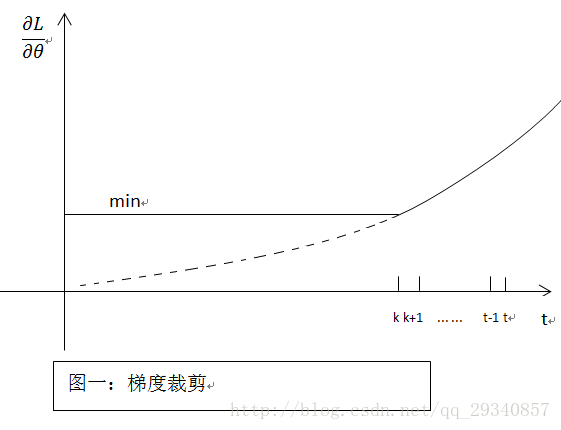 ∂L
∂θ
min
k k+1 …… t-1 t
t
图一：梯度裁剪
http://blog.csdn.net/qq_29340857